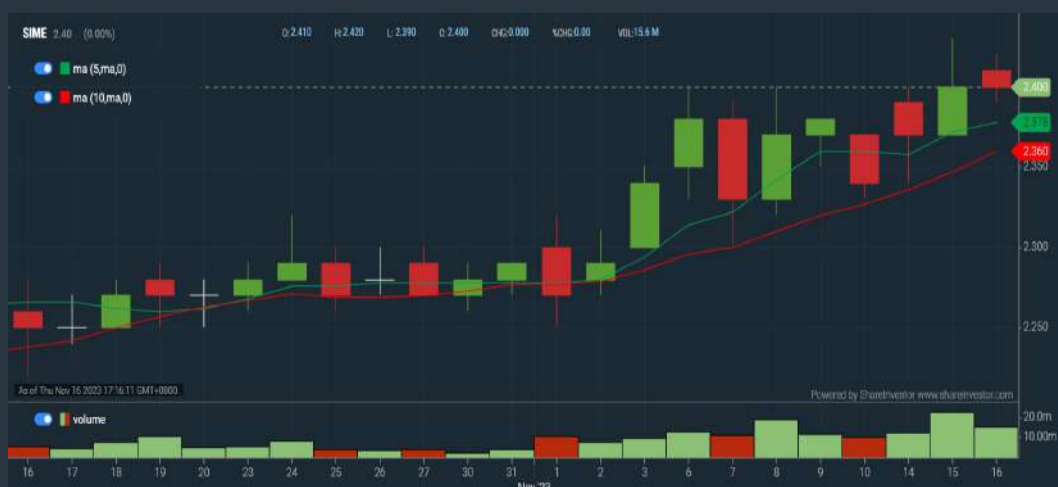 SIME 2.40 (0.00%) O: 2.410 H: 2.420 L: 2.390 C: 2.400 CHG:0.000 %CHG:0.00 VOL:15.6 M
ma (5,ma,0)
ma (10,ma,0)
2.400
2.378
2.360
2.350
2.300
2.250
As of Thu Nov 16 2023 17:16:11 GMT+0800
Powered by ShareInvestor www.shareinvestor.com
volume
20.0m
10.00m
16 17 18 19 20 23 24 25 26 27 30 31 1 2 3 6 7 8 9 10 14 15 16
Nov '23